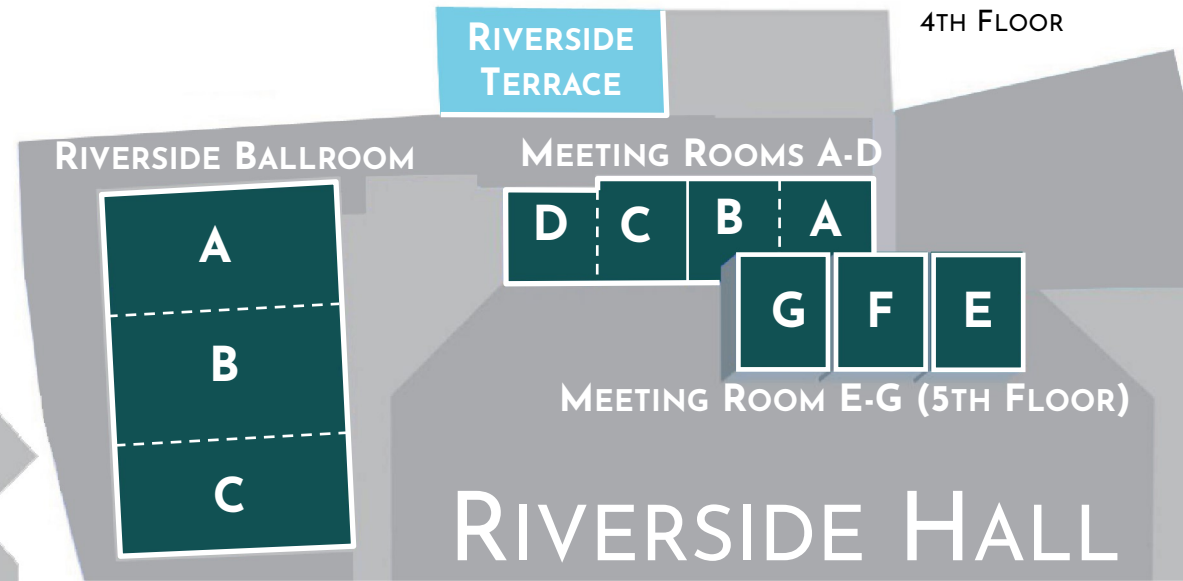 4th Floor
Riverside
Terrace
Riverside Ballroom
Meeting Rooms A-D
A
B
C
D
C
B
A
G
F
E
Meeting Room E-G (5th Floor)
Riverside Hall